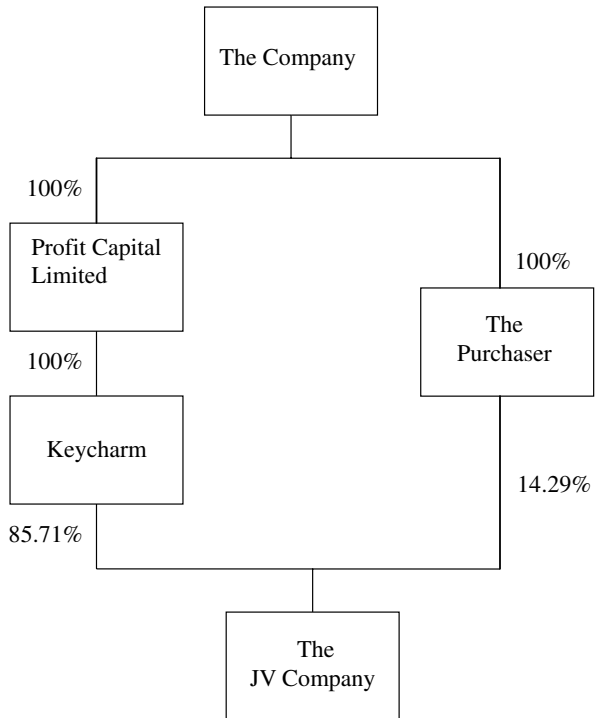 The Company
100%
Profit Capital
Limited
100%
The
Purchaser
100%
Keycharm
14.29%
85.71%
The
JV Company